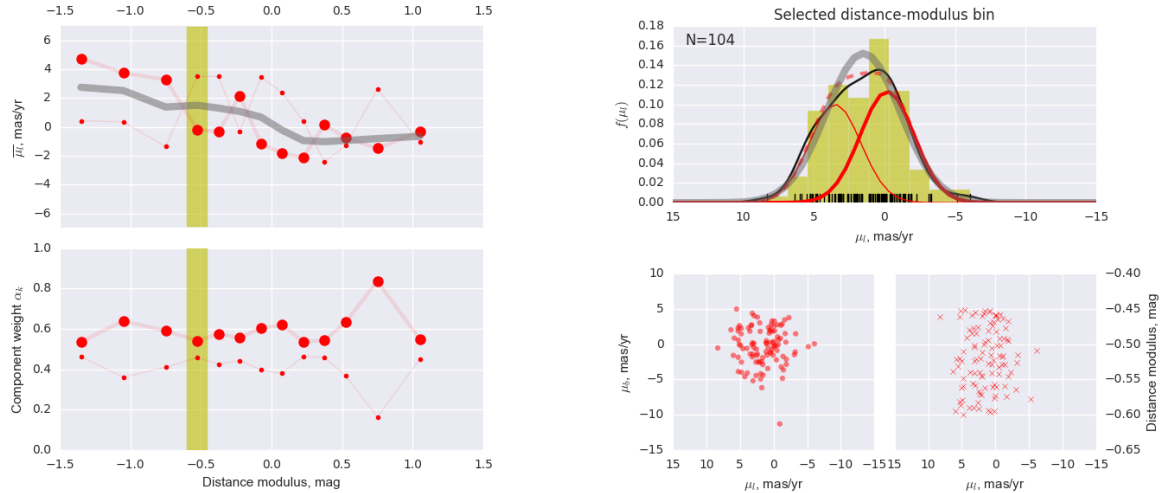 −1.5 −1.0 −0.5 0.0 0.5 1.0 1.5
6
4
2
0
−2
−4
−6
μ̅l, mas/yr
1.0
0.8
0.6
0.4
0.2
0.0
Component weight αk
−1.5 −1.0 −0.5 0.0 0.5 1.0 1.5
Distance modulus, mag
Selected distance-modulus bin
N=104
0.18
0.16
0.14
0.12
0.10
0.08
0.06
0.04
0.02
0.00
f(μl)
15 10 5 0 −5 −10 −15
μl, mas/yr
10
5
0
−5
−10
−15
μb, mas/yr
15 10 5 0 −5 −10 −15
μl, mas/yr
−0.40
−0.45
−0.50
−0.55
−0.60
−0.65
Distance modulus, mag
15 10 5 0 −5 −10 −15
μl, mas/yr